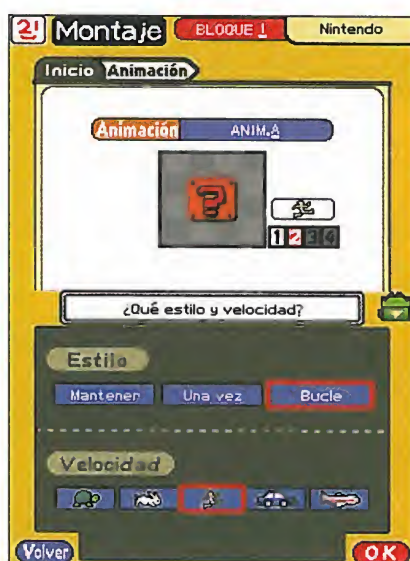 2! Montaje BLOQUE 1 Nintendo
Inicio Animación
Animación ANIM.A
?
1 2 3 4
¿Qué estilo y velocidad?
Estilo
Mantener Una vez Bucle
Velocidad
Volver OK